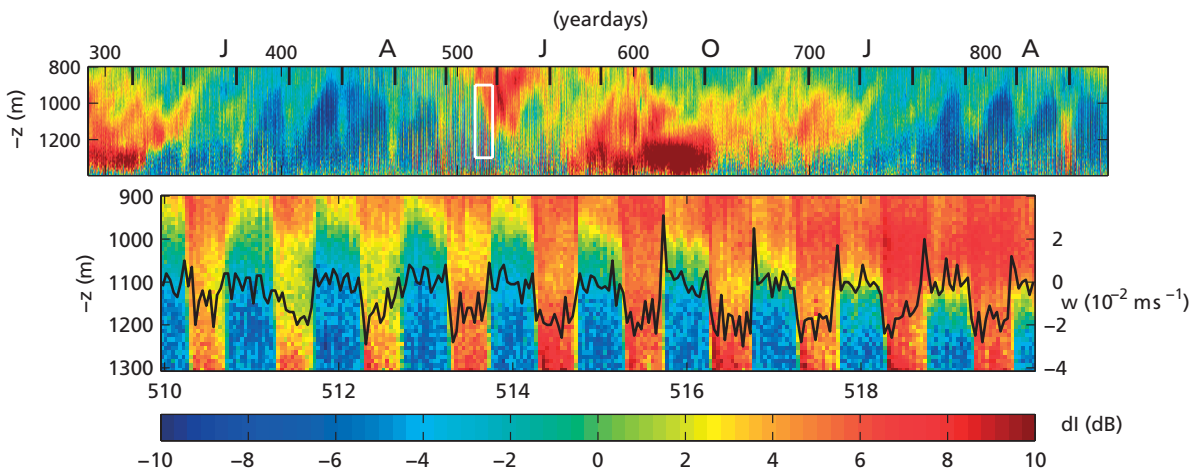 (yeardays)
300 J 400 A 500 J 600 O 700 J 800 A
800
1000
1200
−z (m)
900
1000
1100
1200
1300
−z (m)
2
0
−2
−4
w (10⁻² ms⁻¹)
510 512 514 516 518
−10 −8 −6 −4 −2 0 2 4 6 8 10
dI (dB)